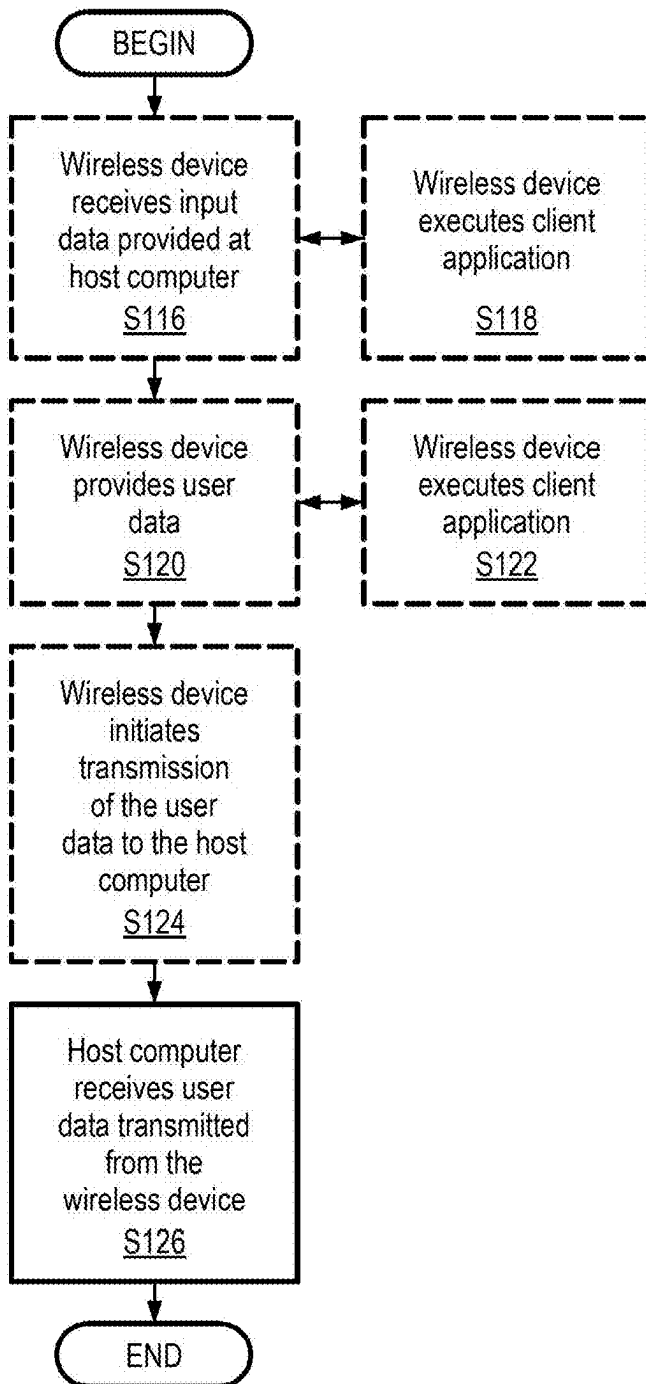 BEGIN
Wireless device
receives input
data provided at
host computer
S116
Wireless device
executes client
application
S118
Wireless device
provides user
data
S120
Wireless device
executes client
application
S122
Wireless device
initiates
transmission
of the user
data to the host
computer
S124
Host computer
receives user
data transmitted
from the
wireless device
S126
END